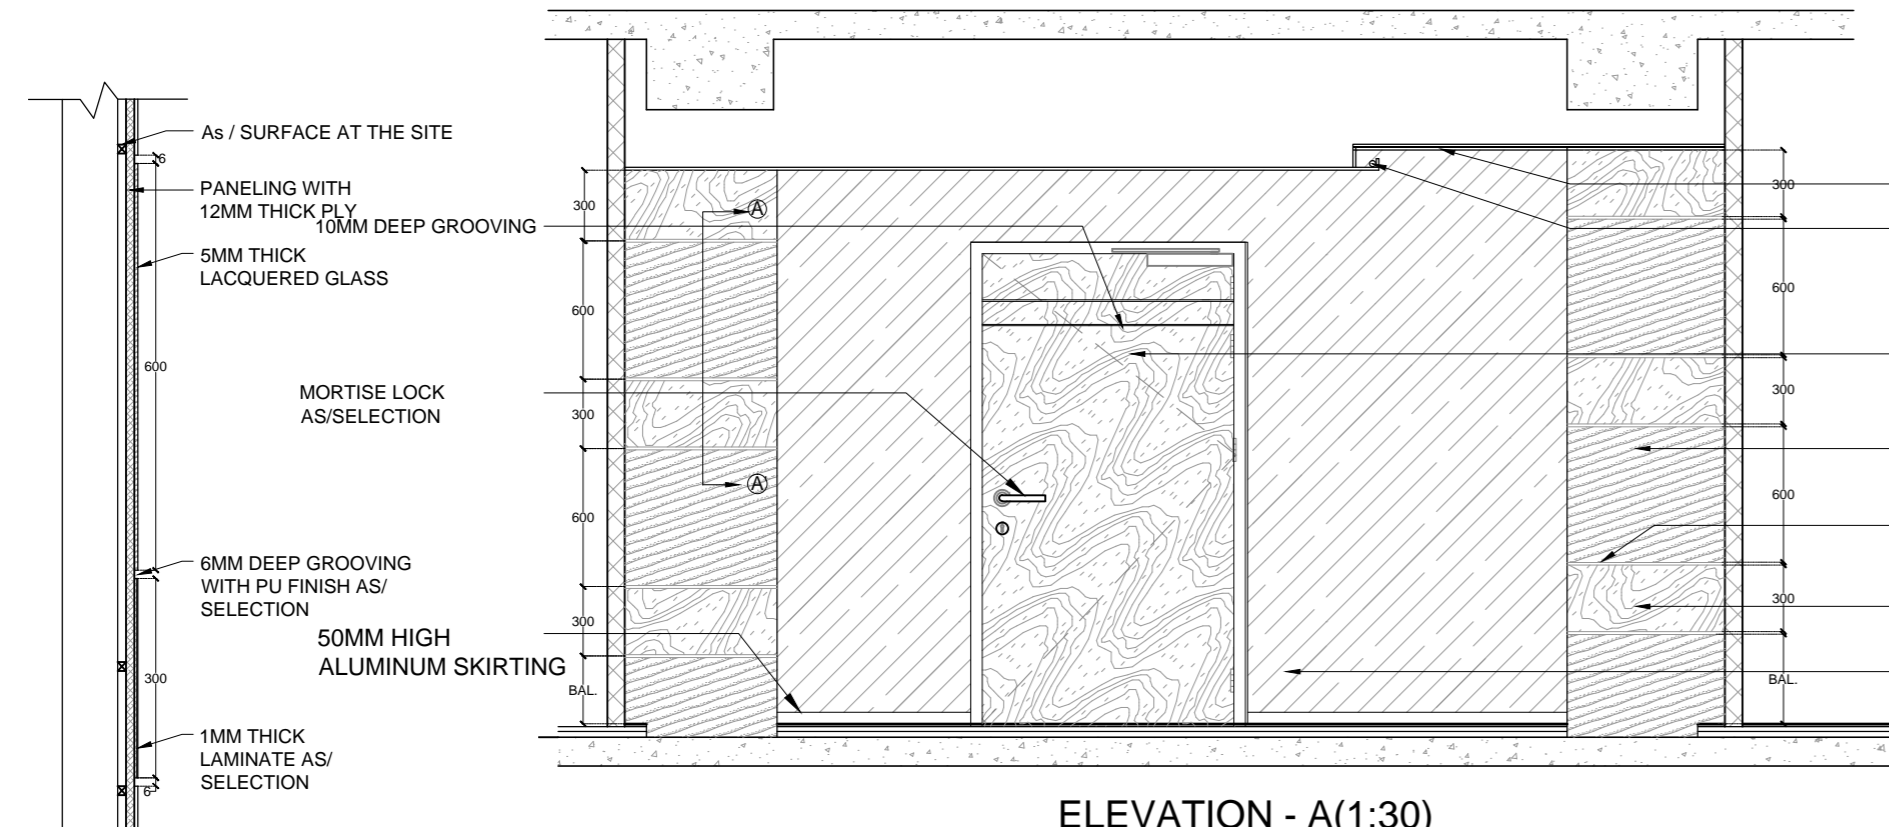 As / SURFACE AT THE SITE
6
PANELING WITH
12MM THICK PLY
5MM THICK
LACQUERED GLASS
600
6MM DEEP GROOVING
WITH PU FINISH AS/
SELECTION
300
1MM THICK
LAMINATE AS/
SELECTION
6
10MM DEEP GROOVING
MORTISE LOCK
AS/SELECTION
50MM HIGH
ALUMINUM SKIRTING
300
600
300
600
300
BAL.
A
A
300
600
300
600
300
BAL.
ELEVATION - A(1:30)